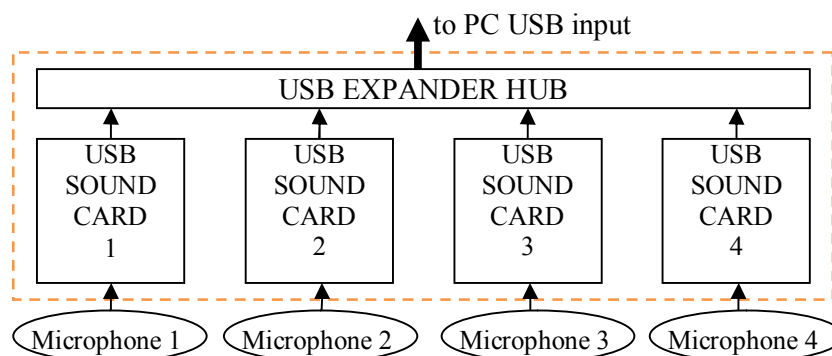 to PC USB input
USB EXPANDER HUB
USB
SOUND
CARD
1
USB
SOUND
CARD
2
USB
SOUND
CARD
3
USB
SOUND
CARD
4
Microphone 1
Microphone 2
Microphone 3
Microphone 4